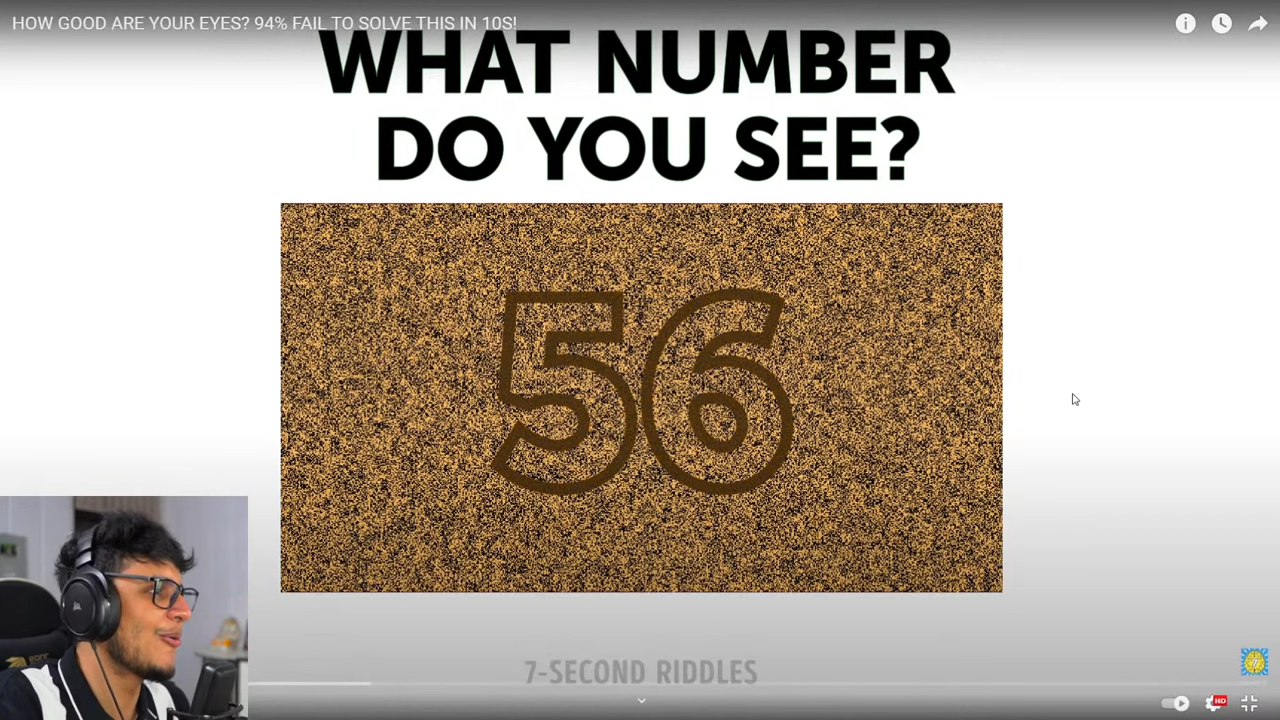 HOW GOOD ARE YOUR EYES? 94% FAIL TO SOLVE THIS IN 10S!
WHAT NUMBER
DO YOU SEE?
56
7-SECOND RIDDLES
HD